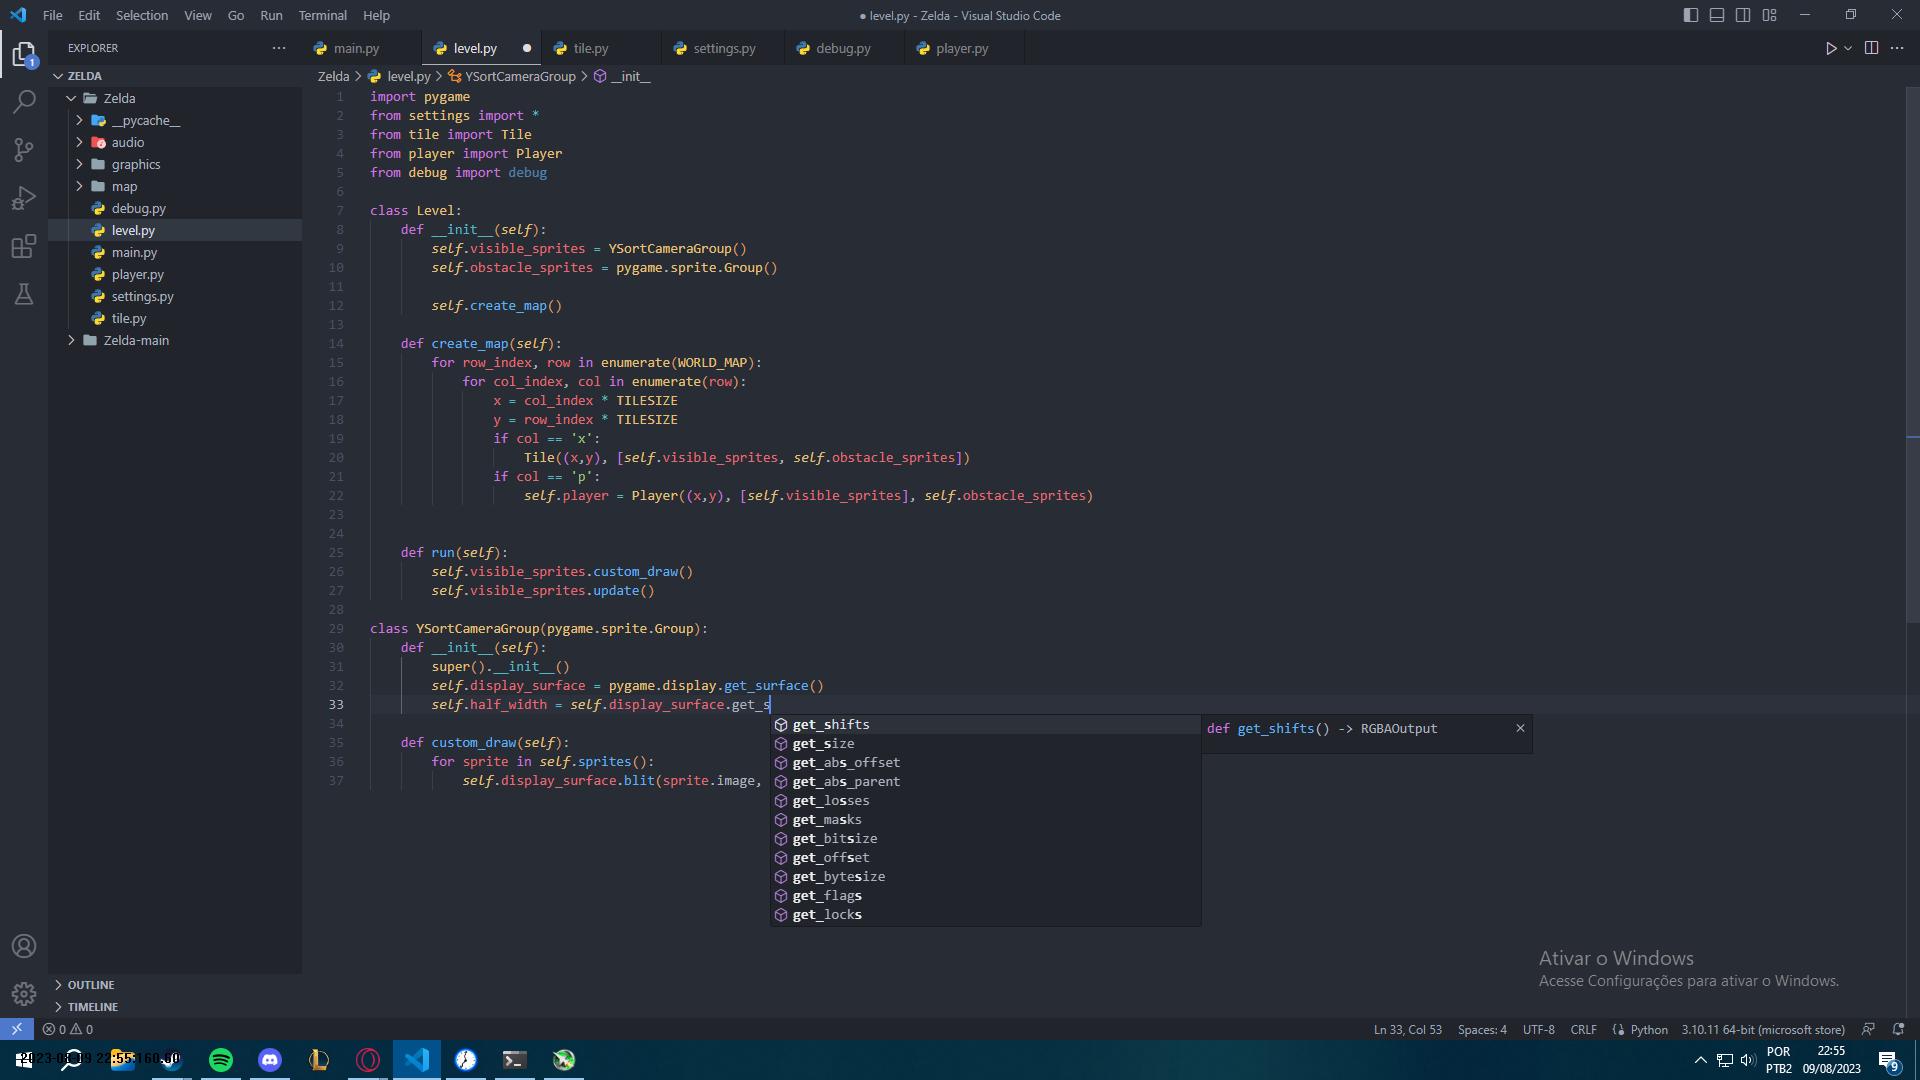 File Edit Selection View Go Run Terminal Help
● level.py - Zelda - Visual Studio Code
EXPLORER
main.py level.py tile.py settings.py debug.py player.py
ZELDA
Zelda
__pycache__
audio
graphics
map
debug.py
level.py
main.py
player.py
settings.py
tile.py
Zelda-main
OUTLINE
TIMELINE
Zelda > level.py > YSortCameraGroup > __init__
1 import pygame
2 from settings import *
3 from tile import Tile
4 from player import Player
5 from debug import debug
6
7 class Level:
8 def __init__(self):
9 self.visible_sprites = YSortCameraGroup()
10 self.obstacle_sprites = pygame.sprite.Group()
11
12 self.create_map()
13
14 def create_map(self):
15 for row_index, row in enumerate(WORLD_MAP):
16 for col_index, col in enumerate(row):
17 x = col_index * TILESIZE
18 y = row_index * TILESIZE
19 if col == 'x':
20 Tile((x,y), [self.visible_sprites, self.obstacle_sprites])
21 if col == 'p':
22 self.player = Player((x,y), [self.visible_sprites], self.obstacle_sprites)
23
24
25 def run(self):
26 self.visible_sprites.custom_draw()
27 self.visible_sprites.update()
28
29 class YSortCameraGroup(pygame.sprite.Group):
30 def __init__(self):
31 super().__init__()
32 self.display_surface = pygame.display.get_surface()
33 self.half_width = self.display_surface.get_s
34
35 def custom_draw(self):
36 for sprite in self.sprites():
37 self.display_surface.blit(sprite.image,
get_shifts
get_size
get_abs_offset
get_abs_parent
get_losses
get_masks
get_bitsize
get_offset
get_bytesize
get_flags
get_locks
def get_shifts() -> RGBAOutput
Ativar o Windows
Acesse Configurações para ativar o Windows.
0 0
Ln 33, Col 53 Spaces: 4 UTF-8 CRLF Python 3.10.11 64-bit (microsoft store)
POR
PTB2
22:55
09/08/2023
9
1